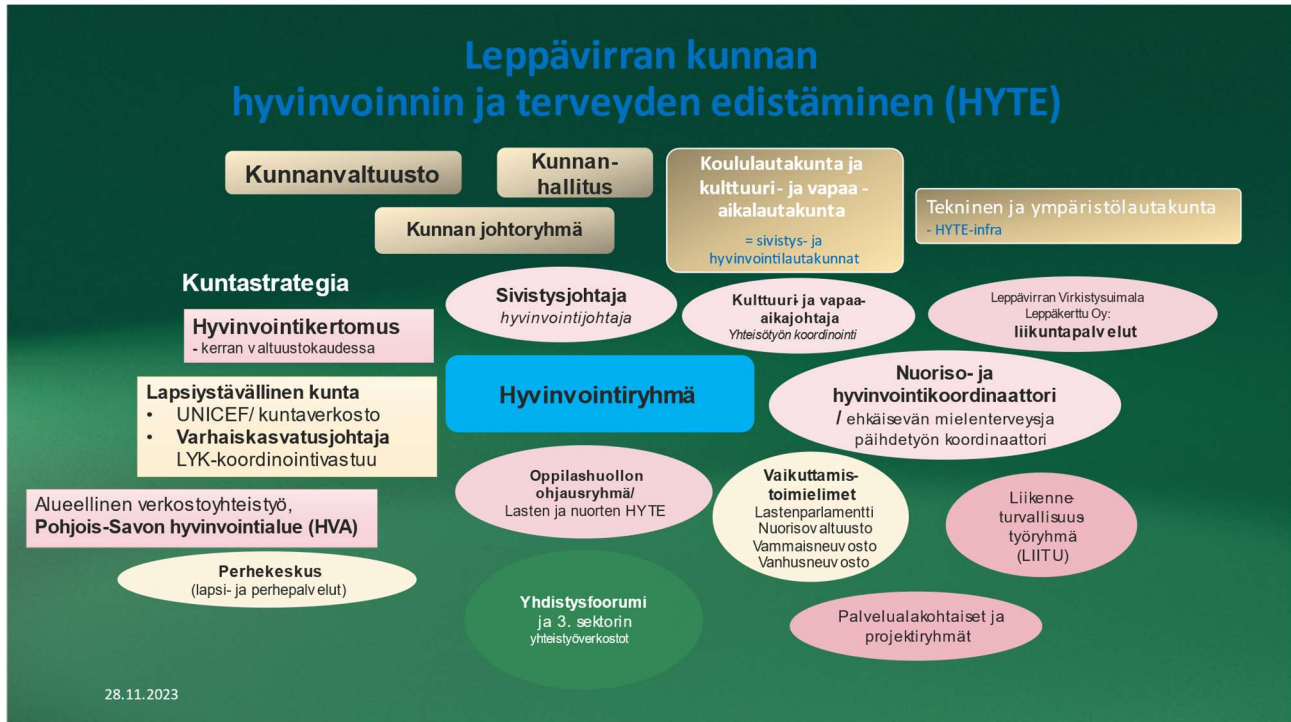 Leppävirran kunnan
hyvinvoinnin ja terveyden edistäminen (HYTE)
Kunnanvaltuusto
Kunnan-
hallitus
Koululautakunta ja
kulttuuri- ja vapaa -
aikalautakunta
= sivistys- ja
hyvinvointilautakunnat
Tekninen ja ympäristölautakunta
- HYTE-infra
Kunnan johtoryhmä
Kuntastrategia
Sivistysjohtaja
hyvinvointijohtaja
Kulttuuri- ja vapaa-
aikajohtaja
Yhteisötyön koordinointi
Leppävirran Virkistysuimala
Leppäkerttu Oy:
liikuntapalvelut
Hyvinvointikertomus
- kerran valtuustokaudessa
Lapsiystävällinen kunta
• UNICEF/ kuntaverkosto
• Varhaiskasvatusjohtaja
LYK-koordinointivastuu
Hyvinvointiryhmä
Nuoriso- ja
hyvinvointikoordinaattori
/ ehkäisevän mielenterveys-ja
päihdetyön koordinaattori
Alueellinen verkostoyhteistyö,
Pohjois-Savon hyvinvointialue (HVA)
Oppilashuollon
ohjausryhmä/
Lasten ja nuorten HYTE
Vaikuttamis-
toimielimet
Lastenparlamentti
Nuorisovaltuusto
Vammaisneuvosto
Vanhusneuvosto
Liikenne-
turvallisuus-
työryhmä
(LIITU)
Perhekeskus
(lapsi- ja perhepalvelut)
Yhdistysfoorumi
ja 3. sektorin
yhteistyöverkostot
Palvelualakohtaiset ja
projektiryhmät
28.11.2023